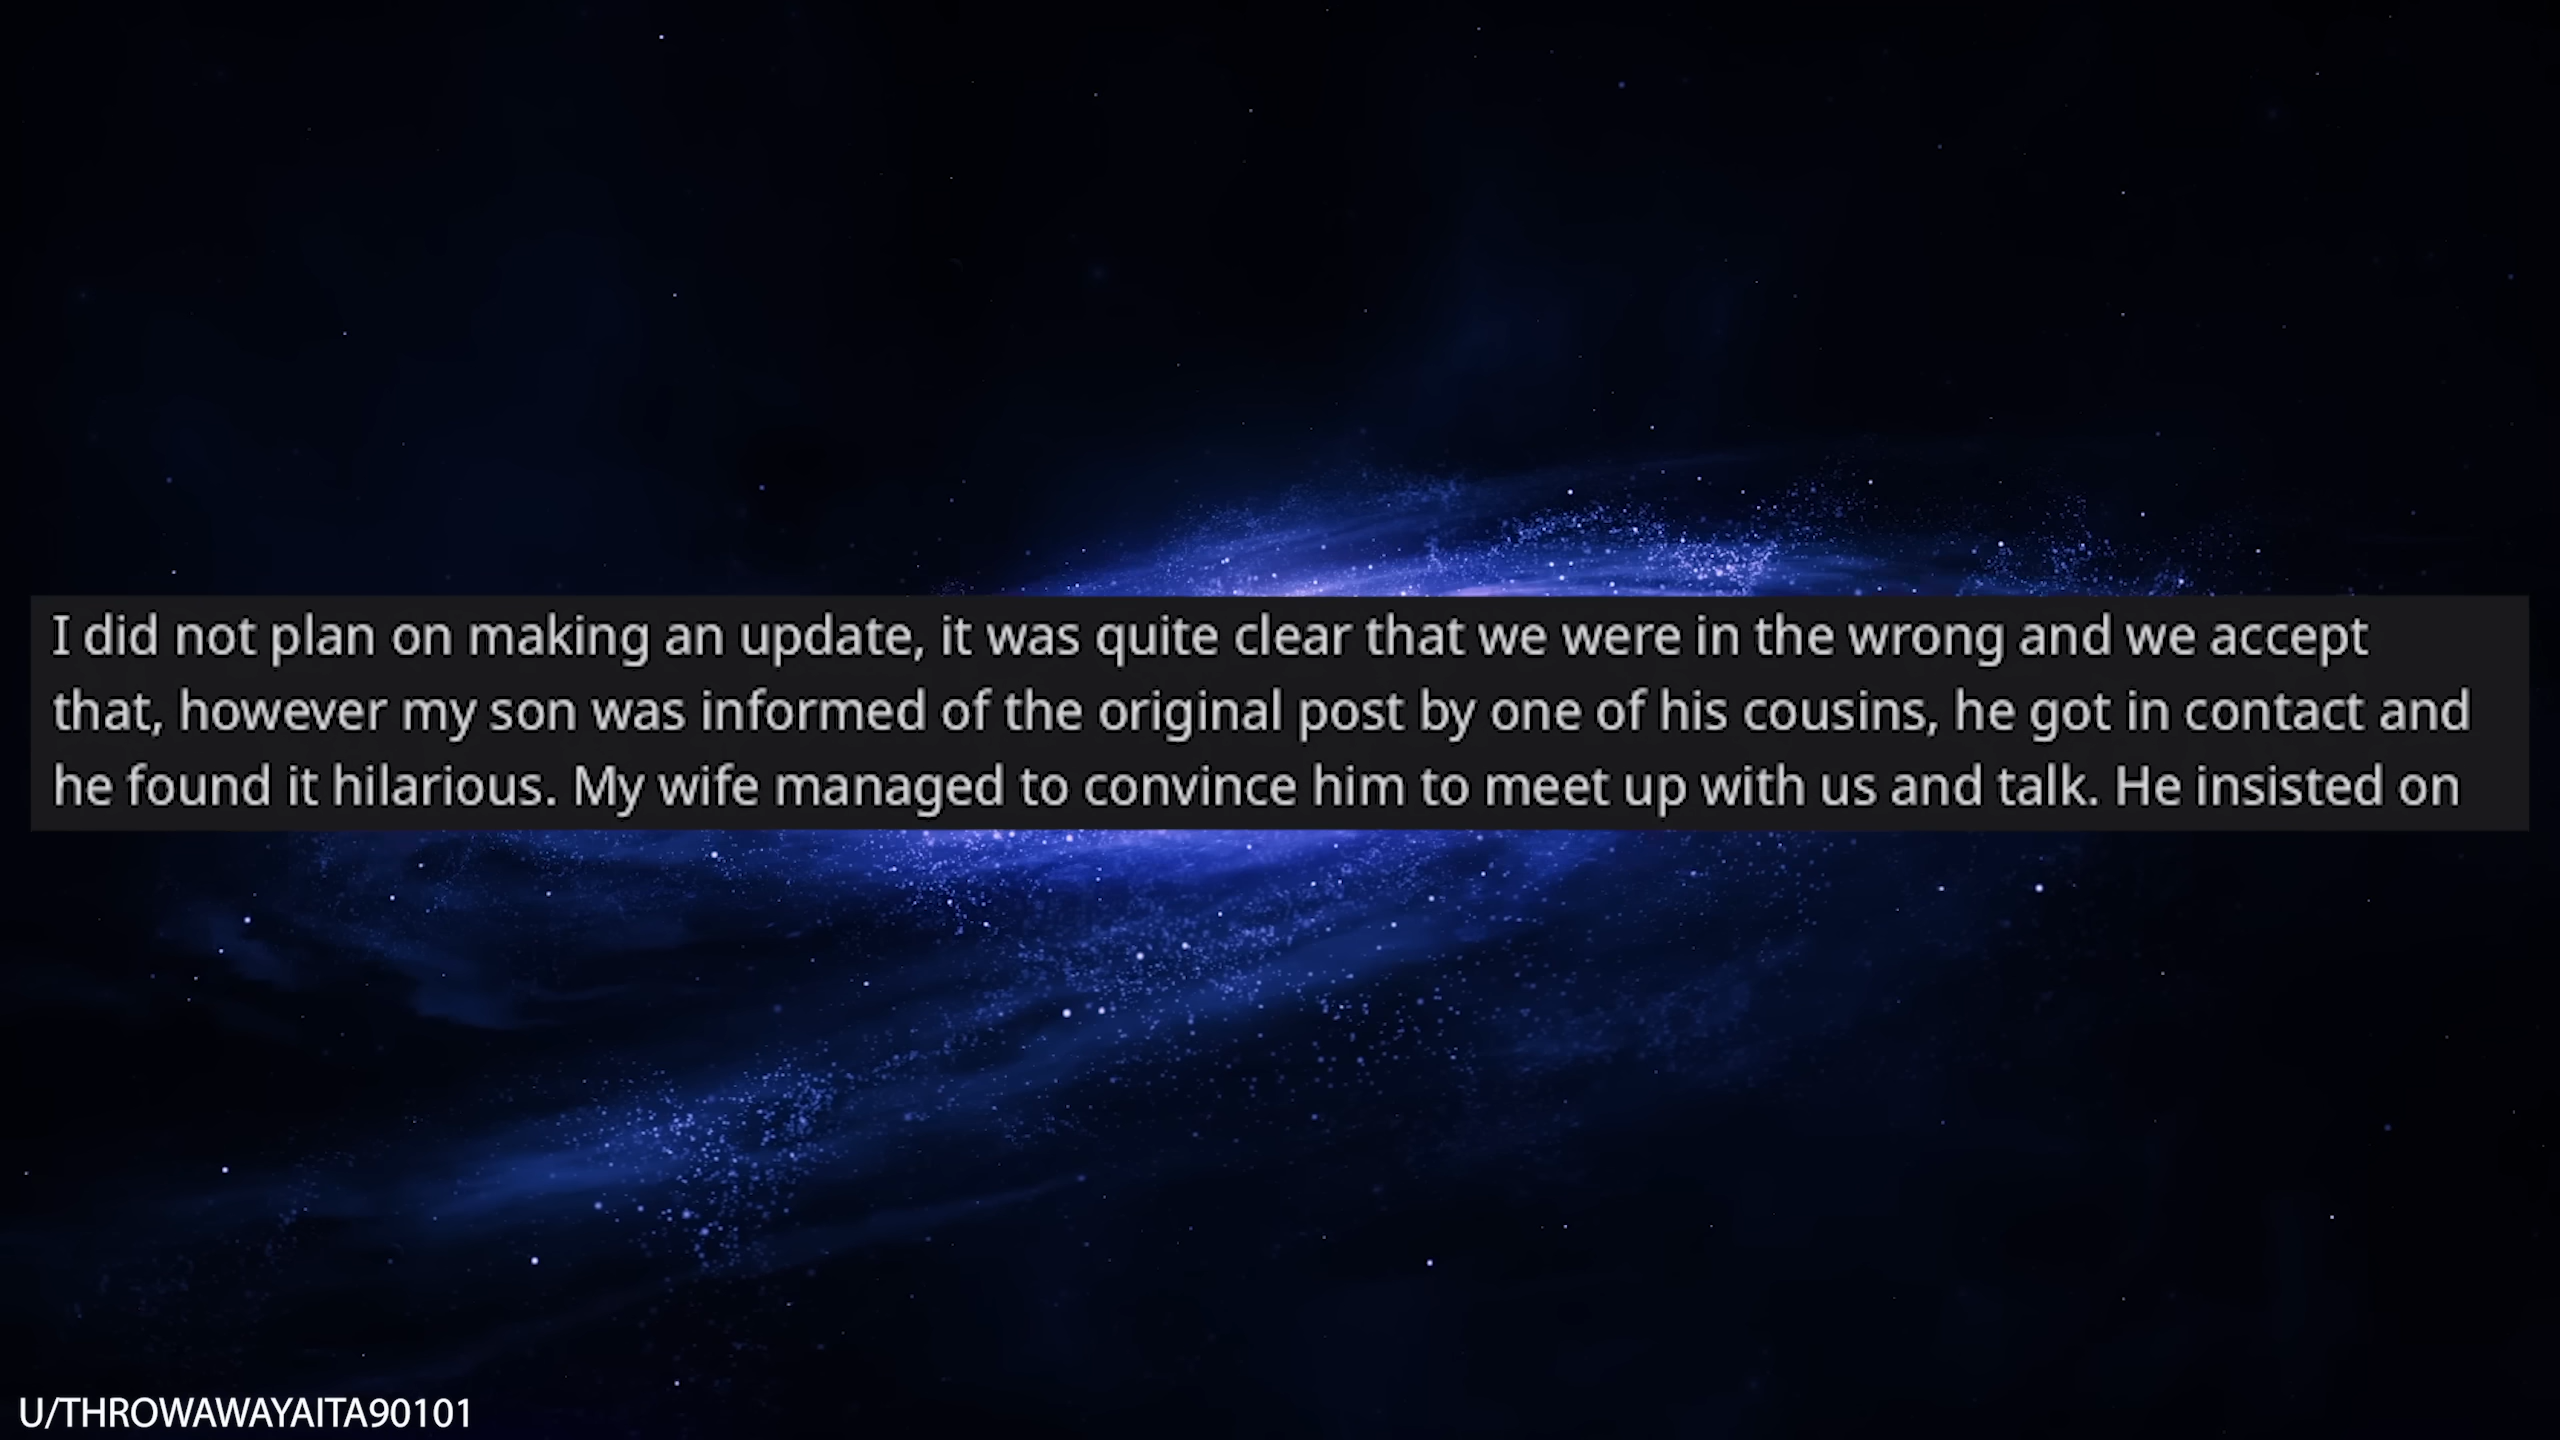 I did not plan on making an update, it was quite clear that we were in the wrong and we accept
that, however my son was informed of the original post by one of his cousins, he got in contact and
he found it hilarious. My wife managed to convince him to meet up with us and talk. He insisted on
U/THROWAWAYAITA90101